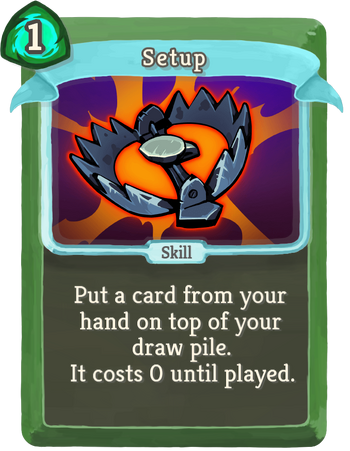 1
Setup
Skill
Put a card from your
hand on top of your
draw pile.
It costs 0 until played.